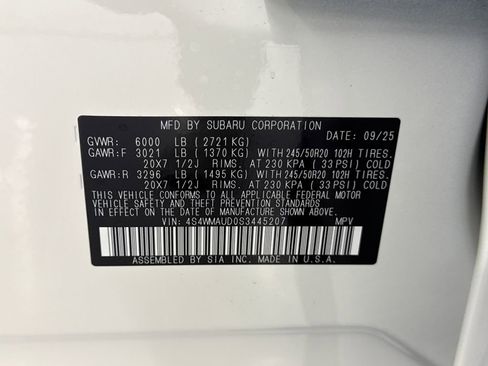 MFD BY SUBARU CORPORATION
DATE: 09/25
GVWR: 6000 LB ( 2721 KG)
GAWR:F 3021 LB ( 1370 KG) WITH 245/50R20 102H TIRES.
20X7 1/2J RIMS. AT 230 KPA ( 33 PSI) COLD
GAWR:R 3296 LB ( 1495 KG) WITH 245/50R20 102H TIRES.
20X7 1/2J RIMS. AT 230 KPA ( 33 PSI) COLD
THIS VEHICLE CONFORMS TO ALL APPLICABLE FEDERAL MOTOR
VEHICLE SAFETY AND THEFT PREVENTION STANDARDS IN EFFECT
ON THE DATE OF MANUFACTURE SHOWN ABOVE.
VIN: 4S4WMAUD0S3445207 MPV
ASSEMBLED BY SIA INC. MADE IN U.S.A.